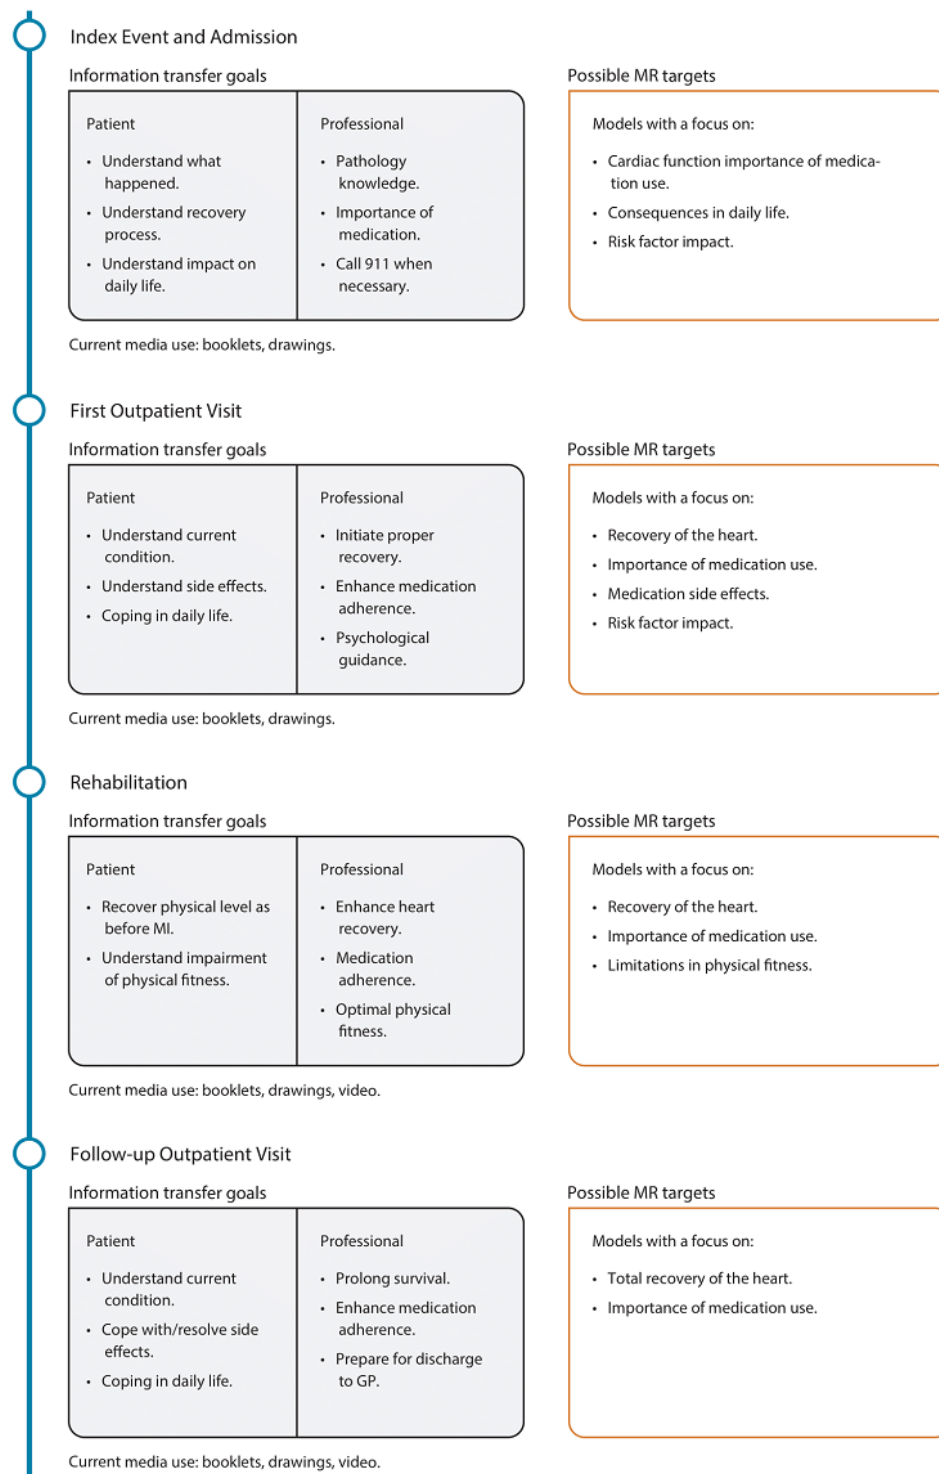 Index Event and Admission
Information transfer goals
Patient
• Understand what
happened.
• Understand recovery
process.
• Understand impact on
daily life.
Professional
• Pathology
knowledge.
• Importance of
medication.
• Call 911 when
necessary.
Possible MR targets
Models with a focus on:
• Cardiac function importance of medica-
tion use.
• Consequences in daily life.
• Risk factor impact.
Current media use: booklets, drawings.
First Outpatient Visit
Information transfer goals
Patient
• Understand current
condition.
• Understand side effects.
• Coping in daily life.
Professional
• Initiate proper
recovery.
• Enhance medication
adherence.
• Psychological
guidance.
Possible MR targets
Models with a focus on:
• Recovery of the heart.
• Importance of medication use.
• Medication side effects.
• Risk factor impact.
Current media use: booklets, drawings.
Rehabilitation
Information transfer goals
Patient
• Recover physical level as
before MI.
• Understand impairment
of physical fitness.
Professional
• Enhance heart
recovery.
• Medication
adherence.
• Optimal physical
fitness.
Possible MR targets
Models with a focus on:
• Recovery of the heart.
• Importance of medication use.
• Limitations in physical fitness.
Current media use: booklets, drawings, video.
Follow-up Outpatient Visit
Information transfer goals
Patient
• Understand current
condition.
• Cope with/resolve side
effects.
• Coping in daily life.
Professional
• Prolong survival.
• Enhance medication
adherence.
• Prepare for discharge
to GP.
Possible MR targets
Models with a focus on:
• Total recovery of the heart.
• Importance of medication use.
Current media use: booklets, drawings, video.